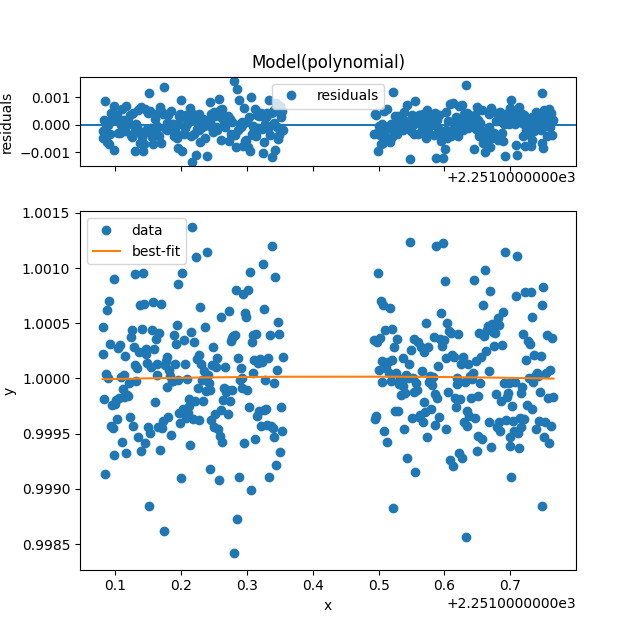 Model(polynomial)
residuals
0.001
0.000
−0.001
residuals
+2.2510000000e3
y
1.0015
1.0010
1.0005
1.0000
0.9995
0.9990
0.9985
data
best-fit
0.1
0.2
0.3
0.4
0.5
0.6
0.7
x
+2.2510000000e3